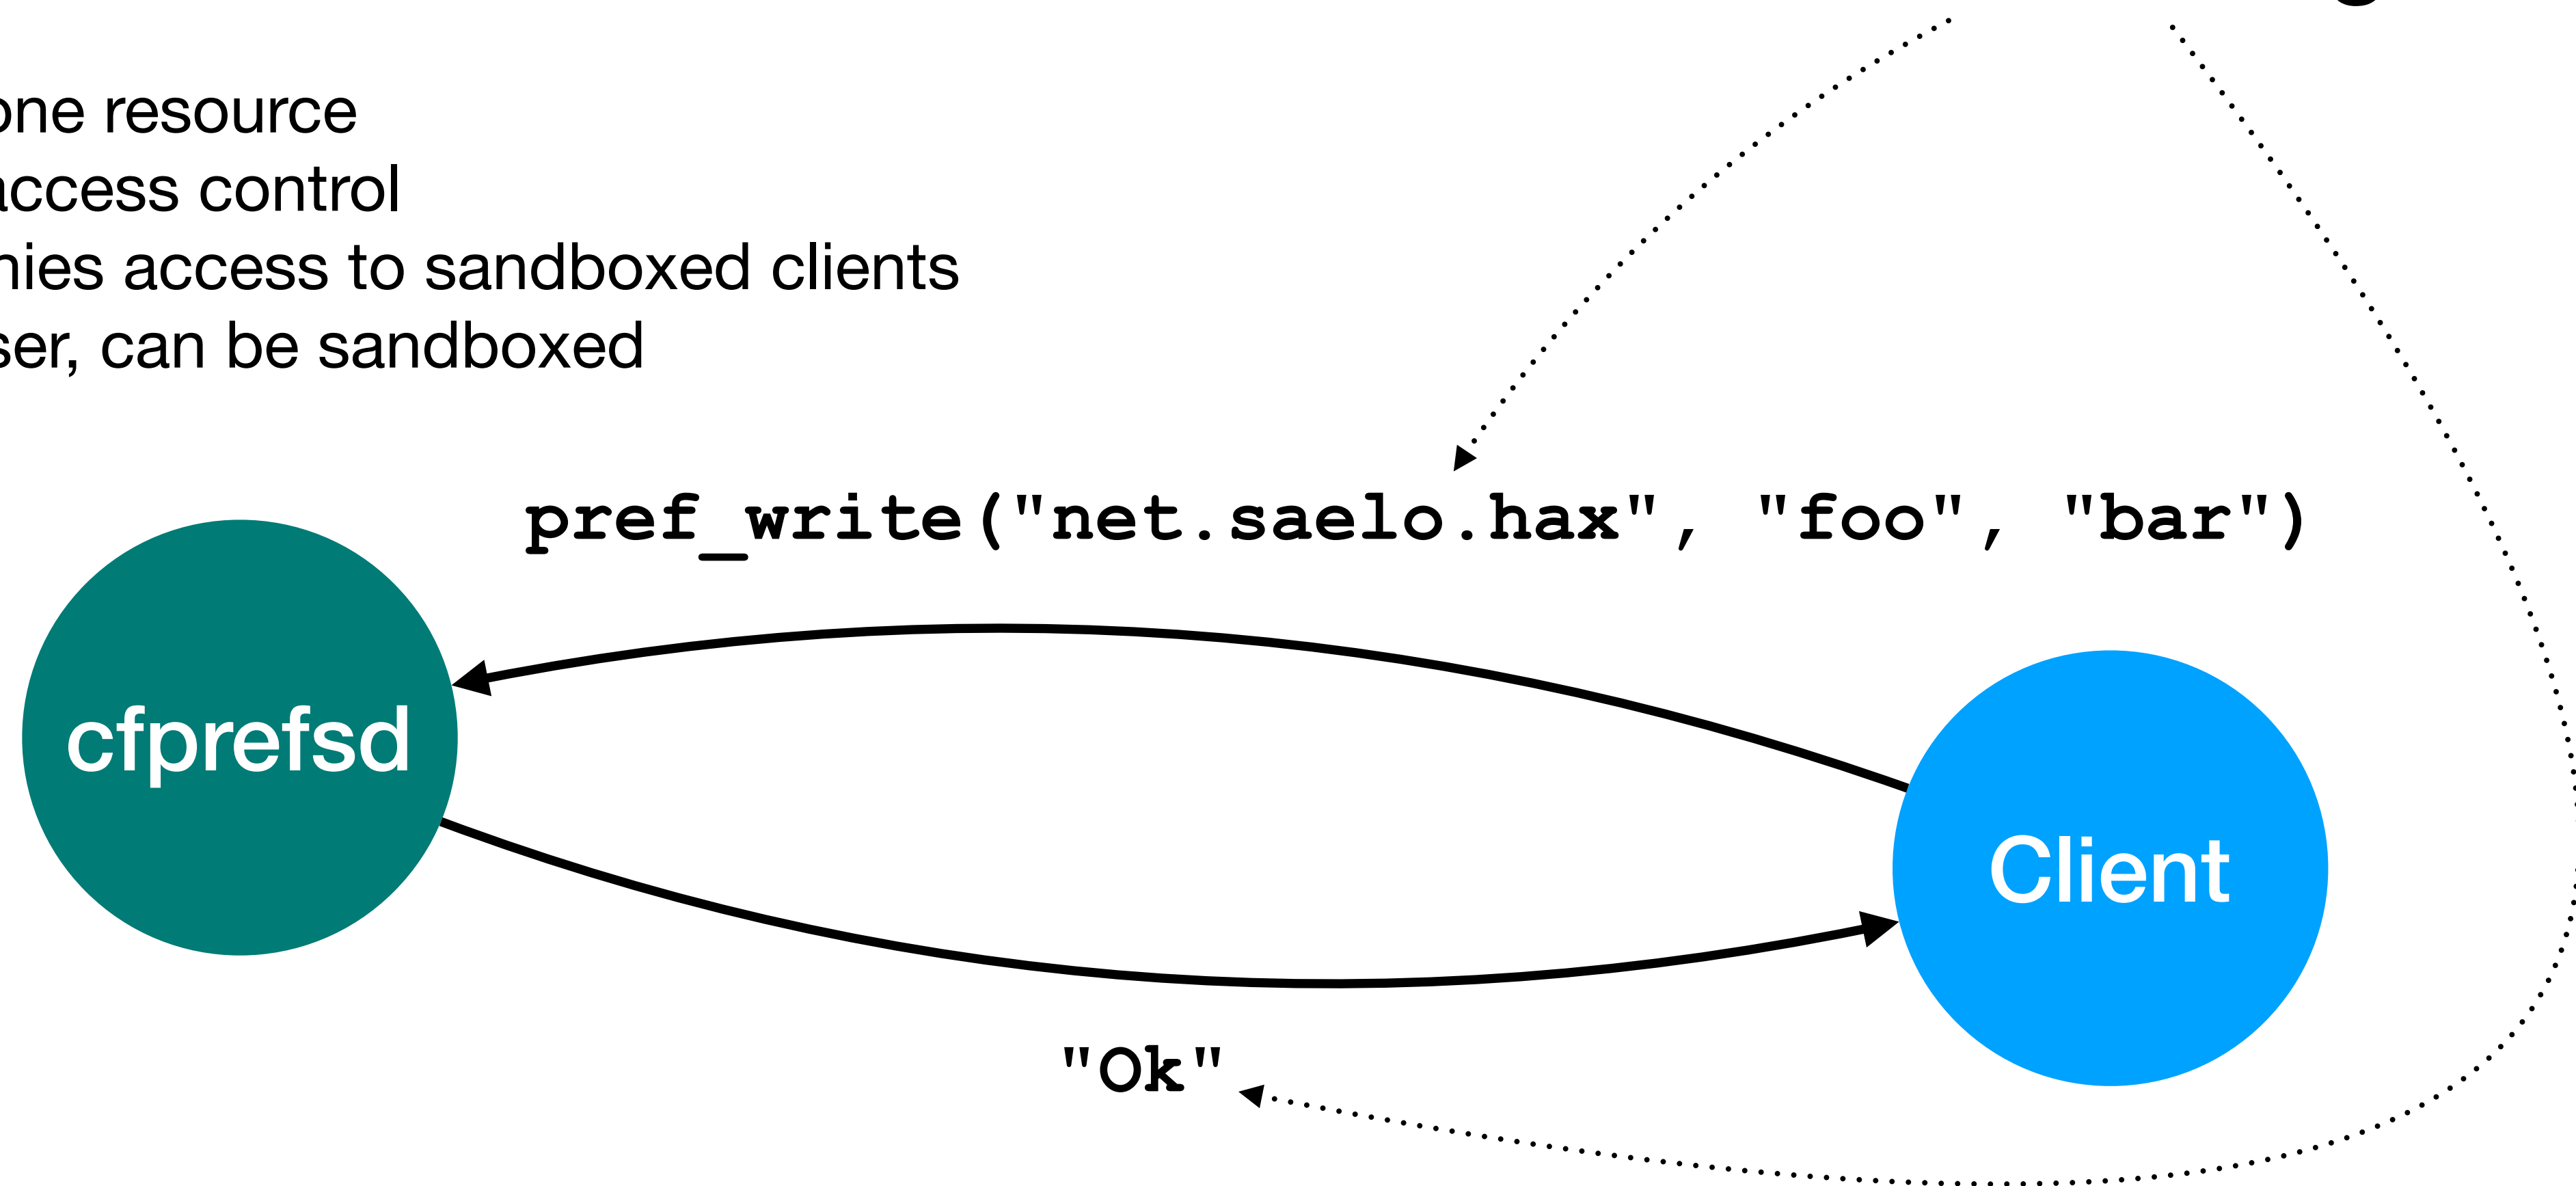 one resource
access control
nies access to sandboxed clients
ser, can be sandboxed
pref_write("net.saelo.hax", "foo", "bar")
cfprefsd
Client
"Ok"